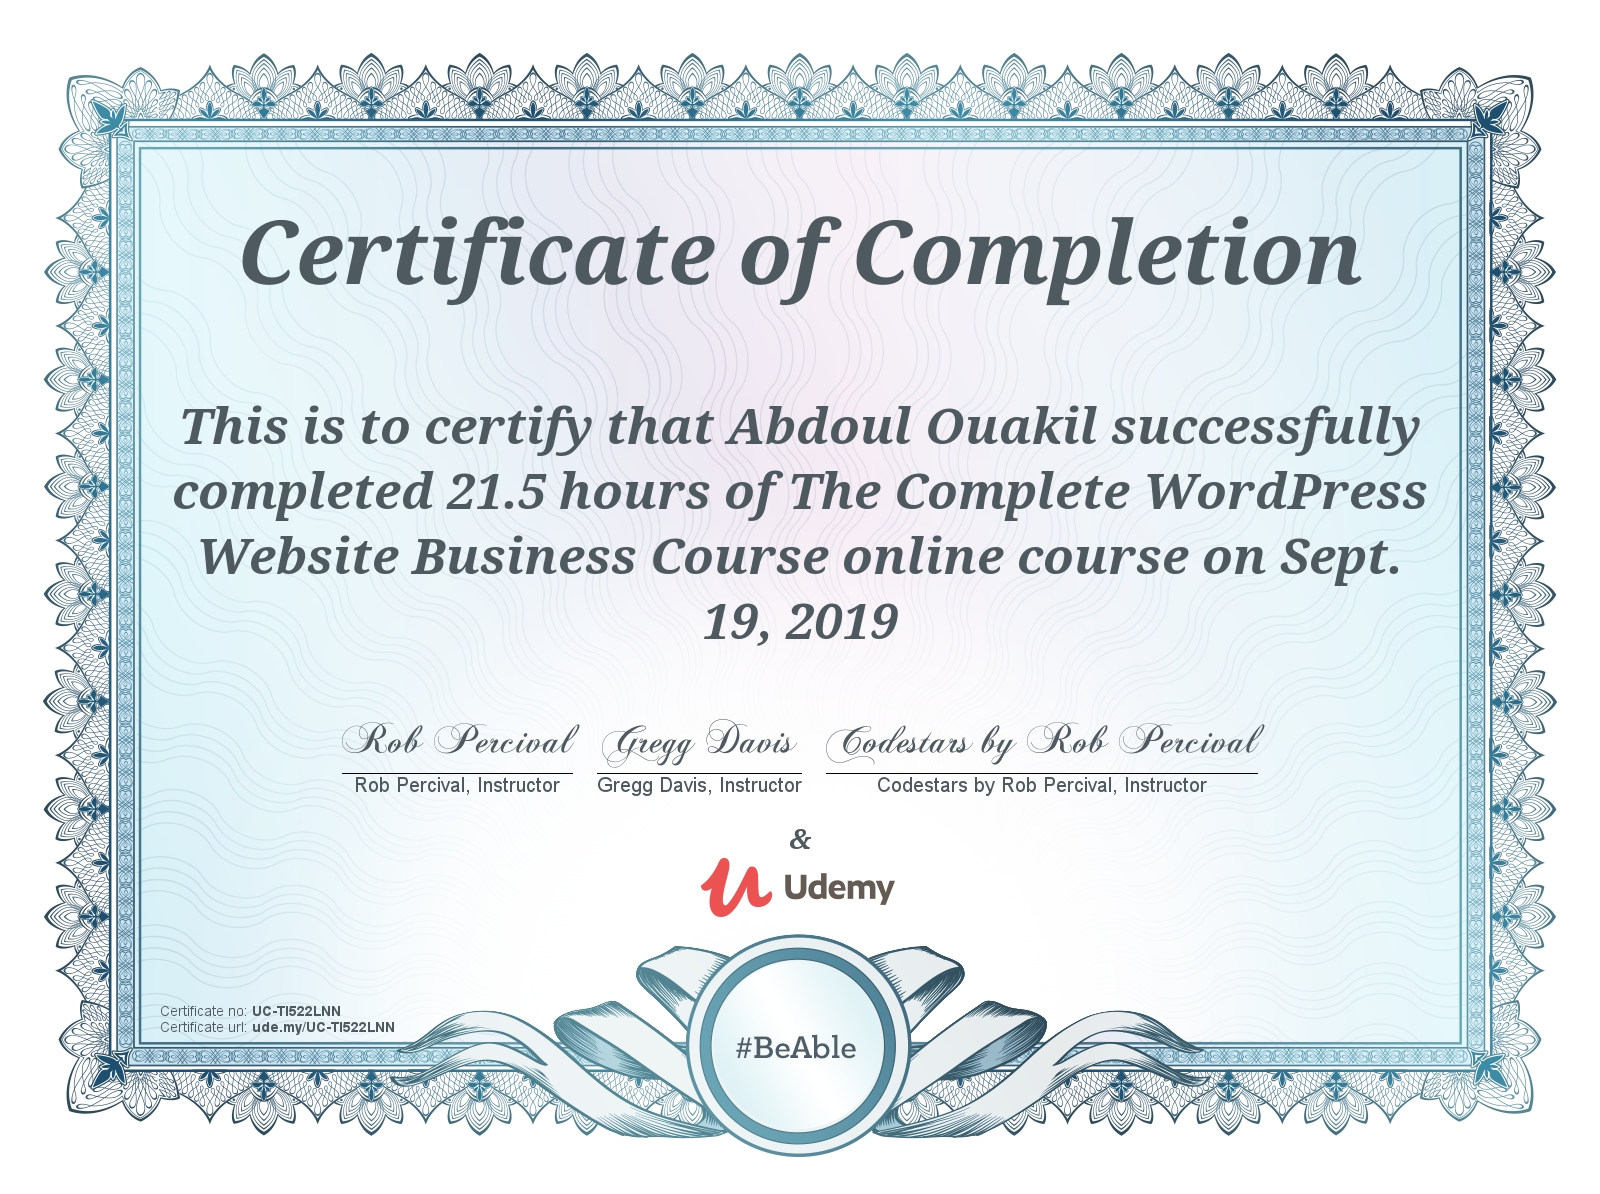 Certificate of Completion
This is to certify that Abdoul Ouakil successfully
completed 21.5 hours of The Complete WordPress
Website Business Course online course on Sept.
19, 2019
Rob Percival Gregg Davis Codestars by Rob Percival
Rob Percival, Instructor Gregg Davis, Instructor Codestars by Rob Percival, Instructor
&
Udemy
Certificate no: UC-TI522LNN
Certificate url: ude.my/UC-TI522LNN
#BeAble